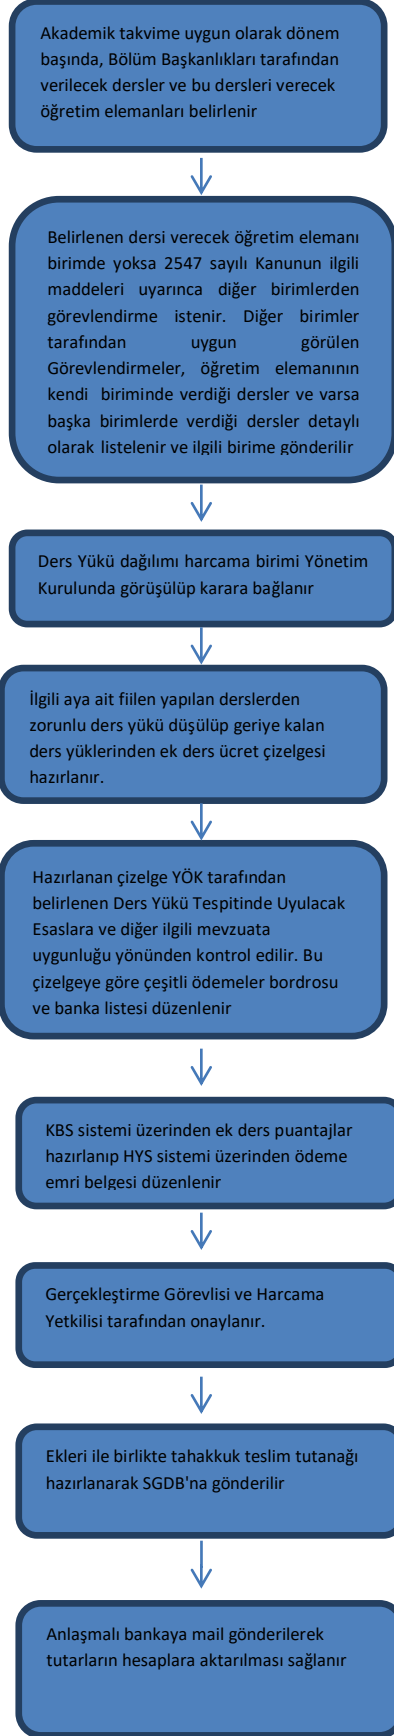 Akademik takvime uygun olarak dönem
başında, Bölüm Başkanlıkları tarafından
verilecek dersler ve bu dersleri verecek
öğretim elemanları belirlenir
Belirlenen dersi verecek öğretim elemanı
birimde yoksa 2547 sayılı Kanunun ilgili
maddeleri uyarınca diğer birimlerden
görevlendirme istenir. Diğer birimler
tarafından uygun görülen
Görevlendirmeler, öğretim elemanının
kendi biriminde verdiği dersler ve varsa
başka birimlerde verdiği dersler detaylı
olarak listelenir ve ilgili birime gönderilir
Ders Yükü dağılımı harcama birimi Yönetim
Kurulunda görüşülüp karara bağlanır
İlgili aya ait fiilen yapılan derslerden
zorunlu ders yükü düşülüp geriye kalan
ders yüklerinden ek ders ücret çizelgesi
hazırlanır.
Hazırlanan çizelge YÖK tarafından
belirlenen Ders Yükü Tespitinde Uyulacak
Esaslara ve diğer ilgili mevzuata
uygunluğu yönünden kontrol edilir. Bu
çizelgeye göre çeşitli ödemeler bordrosu
ve banka listesi düzenlenir
KBS sistemi üzerinden ek ders puantajlar
hazırlanıp HYS sistemi üzerinden ödeme
emri belgesi düzenlenir
Gerçekleştirme Görevlisi ve Harcama
Yetkilisi tarafından onaylanır.
Ekleri ile birlikte tahakkuk teslim tutanağı
hazırlanarak SGDB'na gönderilir
Anlaşmalı bankaya mail gönderilerek
tutarların hesaplara aktarılması sağlanır